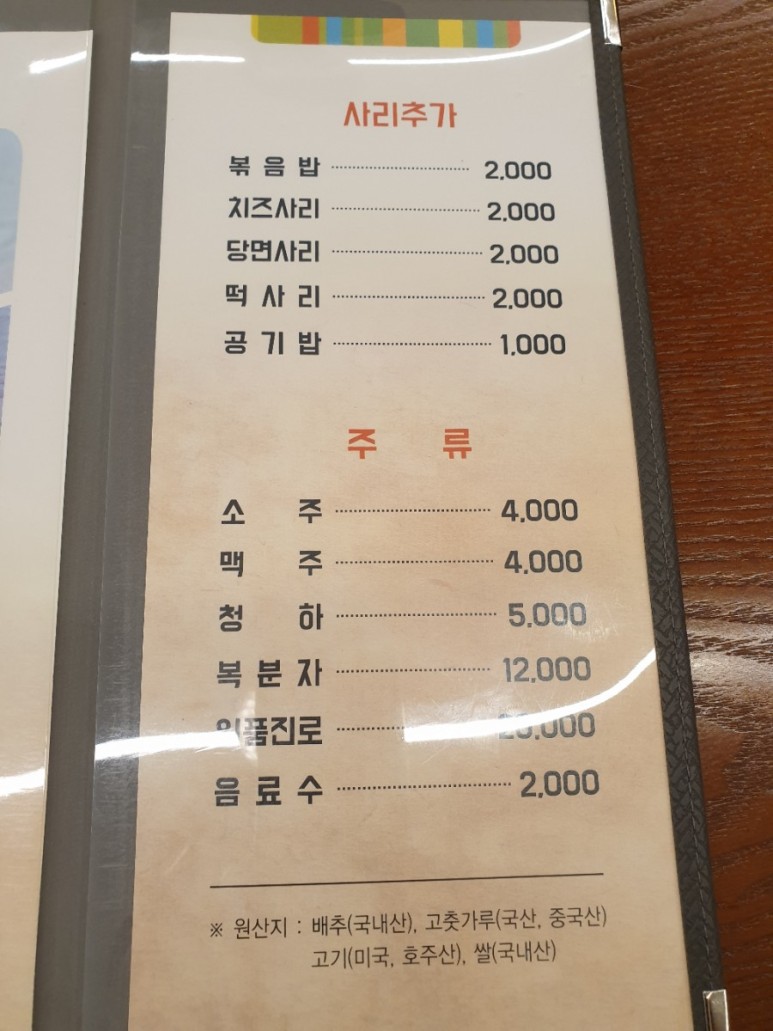 사리추가
볶음밥 2,000
치즈사리 2,000
당면사리 2,000
떡사리 2,000
공기밥 1,000
주 류
소 주 4,000
맥 주 4,000
청 하 5,000
복분자 12,000
일품진로
음료수 2,000
※ 원산지 : 배추(국내산), 고춧가루(국산, 중국산)
고기(미국, 호주산), 쌀(국내산)